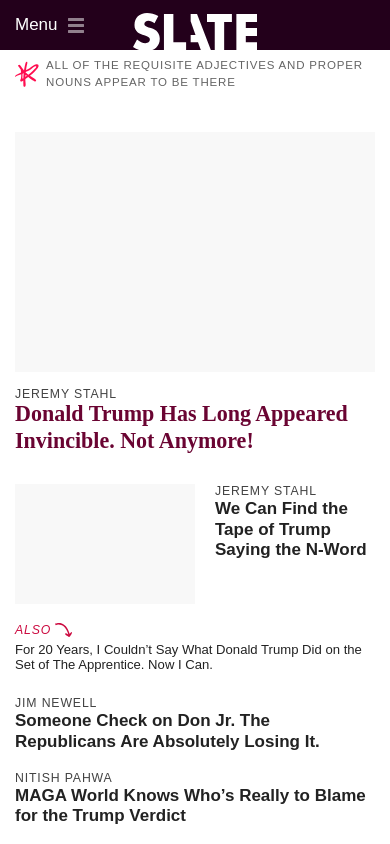 Menu
SLATE
ALL OF THE REQUISITE ADJECTIVES AND PROPER
NOUNS APPEAR TO BE THERE
JEREMY STAHL
Donald Trump Has Long Appeared
Invincible. Not Anymore!
JEREMY STAHL
We Can Find the
Tape of Trump
Saying the N-Word
ALSO
For 20 Years, I Couldn’t Say What Donald Trump Did on the
Set of The Apprentice. Now I Can.
JIM NEWELL
Someone Check on Don Jr. The
Republicans Are Absolutely Losing It.
NITISH PAHWA
MAGA World Knows Who’s Really to Blame
for the Trump Verdict